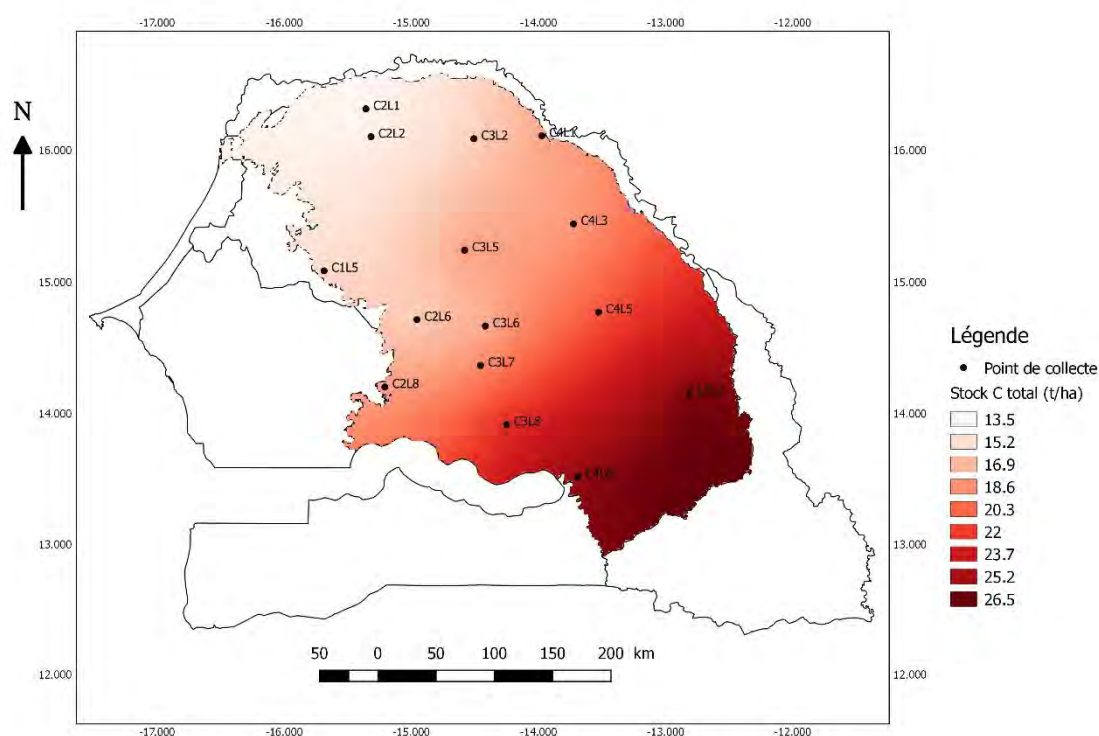 -17.000 -16.000 -15.000 -14.000 -13.000 -12.000
N
C2L1
C2L2
C3L2
C4L1
16.000 16.000
C4L3
C3L5
C1L5
15.000 15.000
C4L5
C2L6
C3L6
C3L7
C2L8
C3L8
14.000 14.000
13.000 13.000
12.000 12.000
50 0 50 100 150 200 km
-17.000 -16.000 -15.000 -14.000 -13.000 -12.000
Légende
Point de collecte
Stock C total (t/ha)
13.5
15.2
16.9
18.6
20.3
22
23.7
25.2
26.5